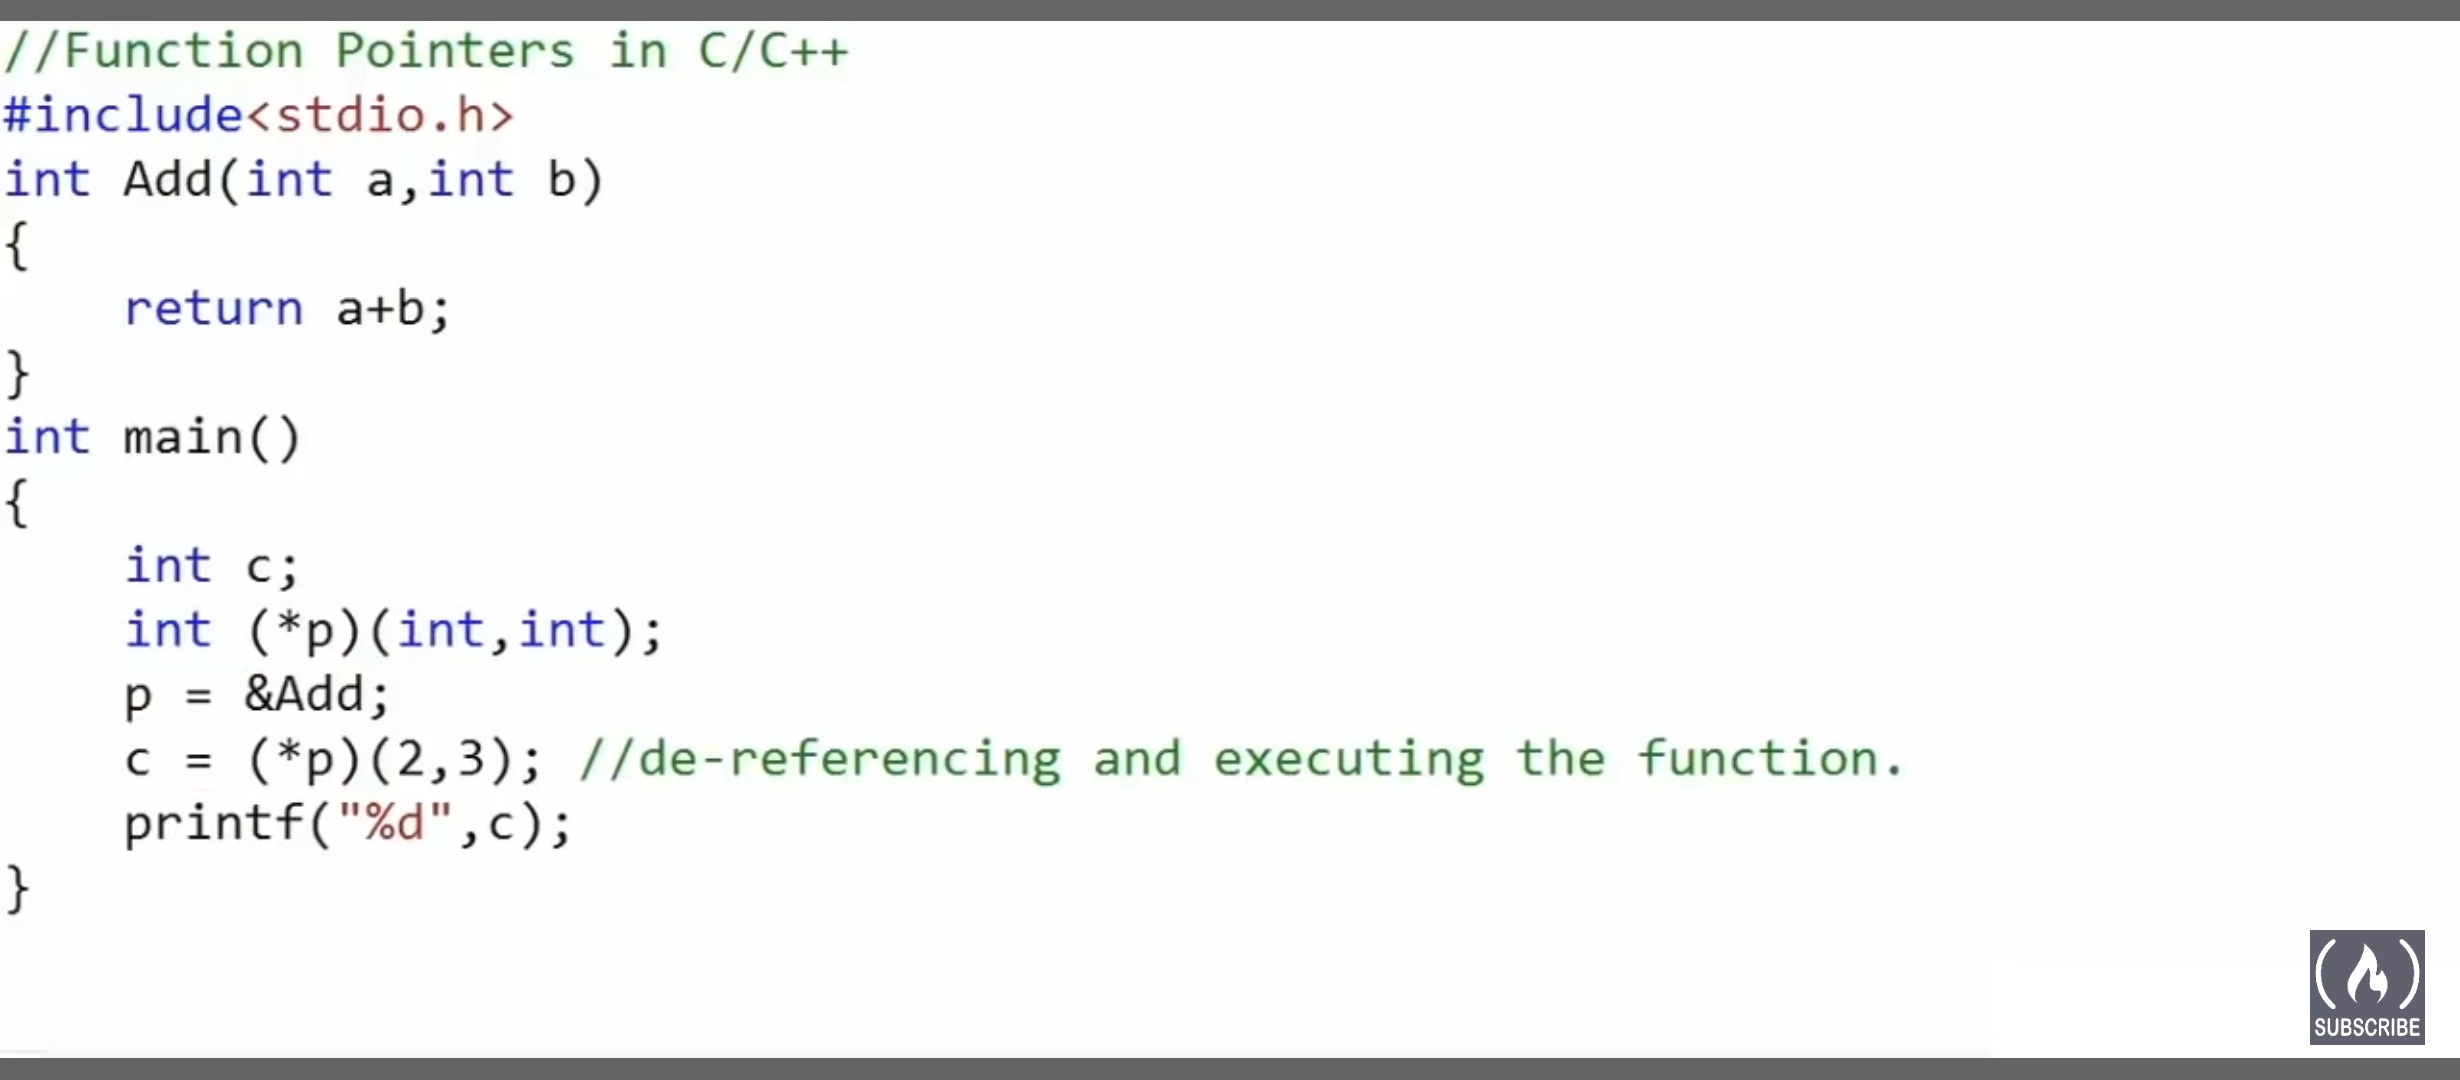 //Function Pointers in C/C++
#include<stdio.h>
int Add(int a,int b)
{
    return a+b;
}
int main()
{
    int c;
    int (*p)(int,int);
    p = &Add;
    c = (*p)(2,3); //de-referencing and executing the function.
    printf("%d",c);
}
SUBSCRIBE